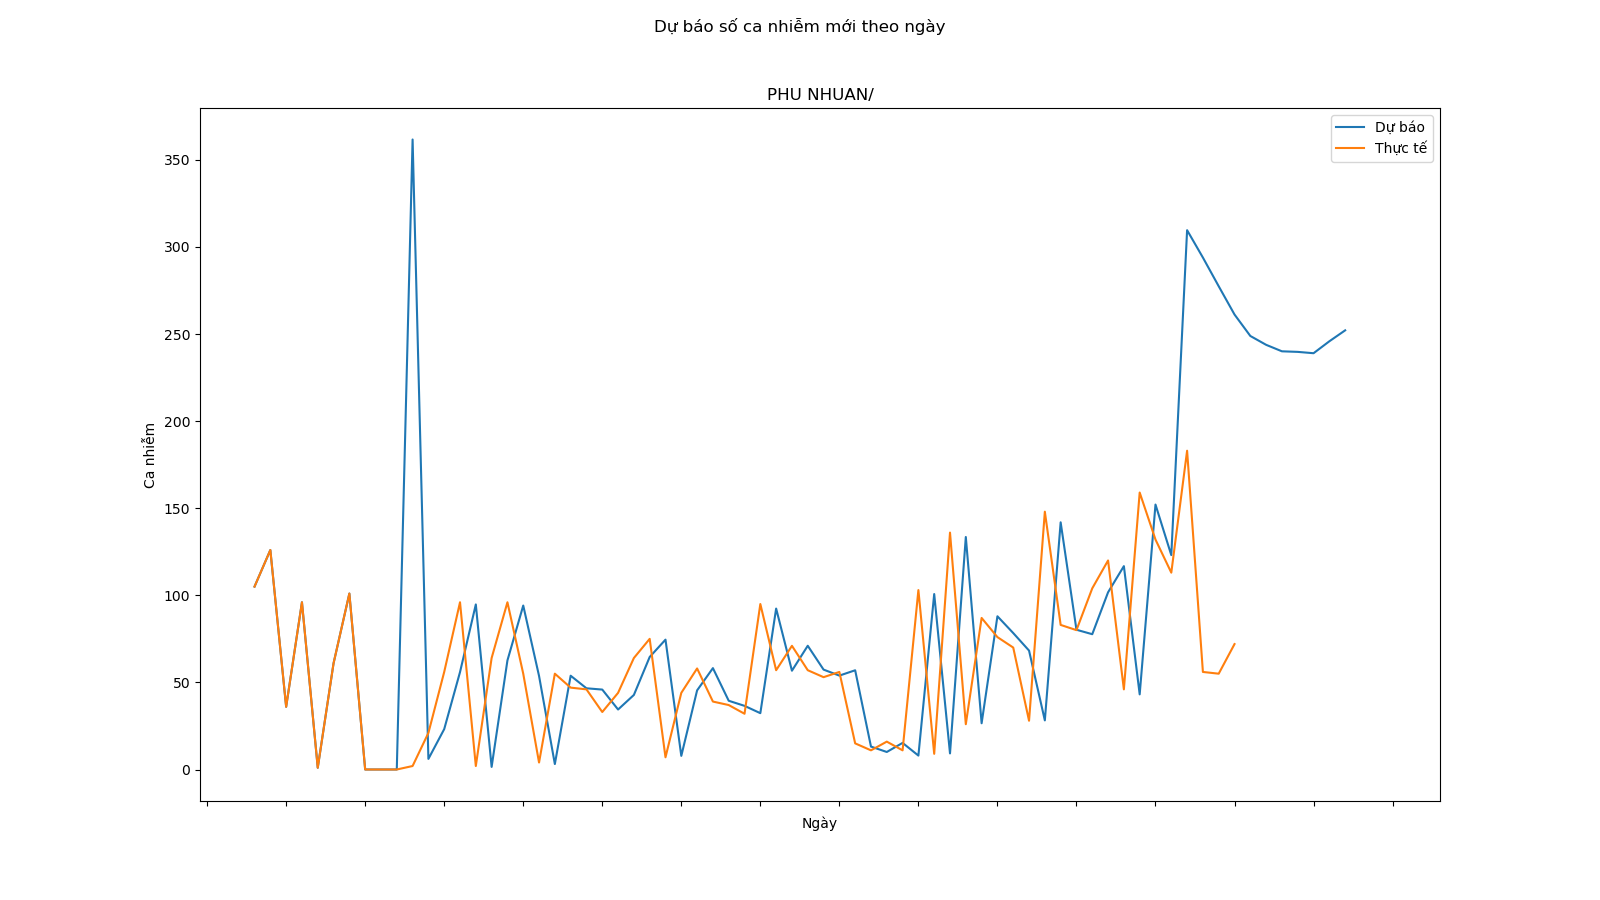 Dự báo số ca nhiễm mới theo ngày
PHU NHUAN/
Dự báo
Thực tế
350
300
250
200
150
100
50
0
Ca nhiễm
Ngày